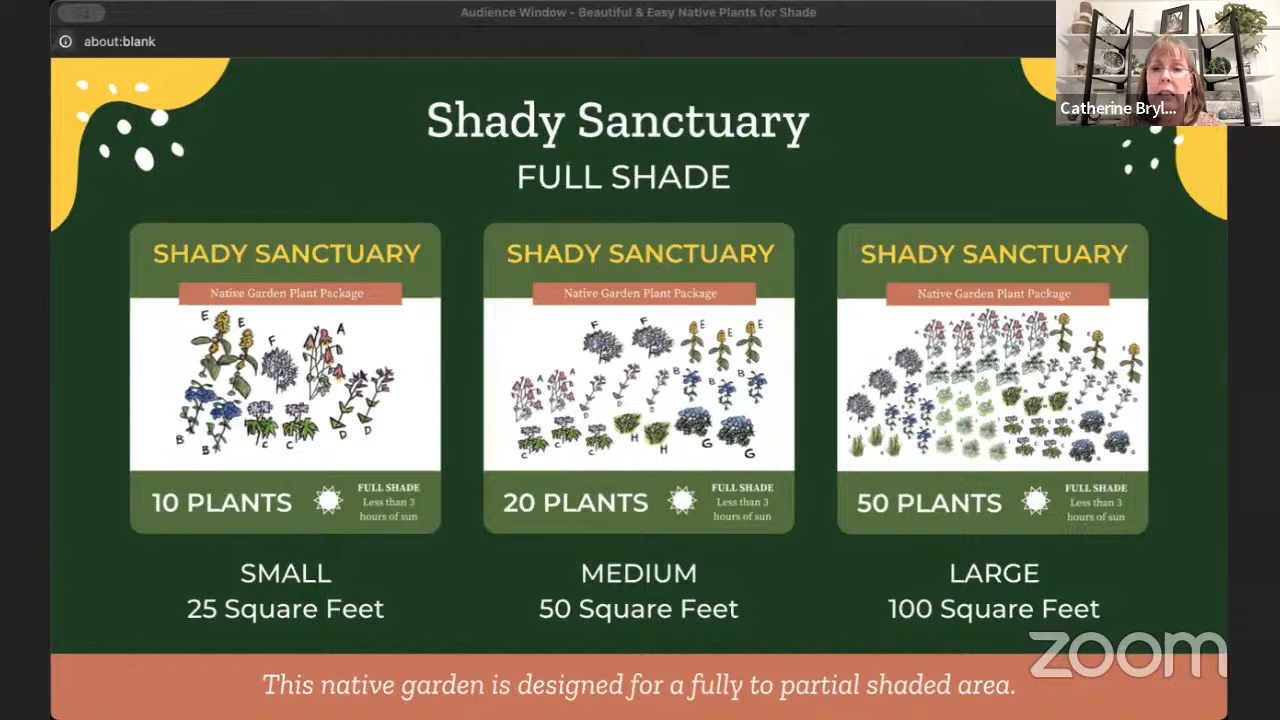 Audience Window - Beautiful & Easy Native Plants for Shade
about:blank
Catherine Bryl...
Shady Sanctuary
FULL SHADE
SHADY SANCTUARY
Native Garden Plant Package
E
E
F
A
B
B
C
C
D
D
10 PLANTS
FULL SHADE
Less than 3
hours of sun
SMALL
25 Square Feet
SHADY SANCTUARY
Native Garden Plant Package
F
F
E
E
E
A
A
D
D
B
B
B
C
C
C
H
H
G
G
20 PLANTS
FULL SHADE
Less than 3
hours of sun
MEDIUM
50 Square Feet
SHADY SANCTUARY
Native Garden Plant Package
50 PLANTS
FULL SHADE
Less than 3
hours of sun
LARGE
100 Square Feet
This native garden is designed for a fully to partial shaded area.
zoom